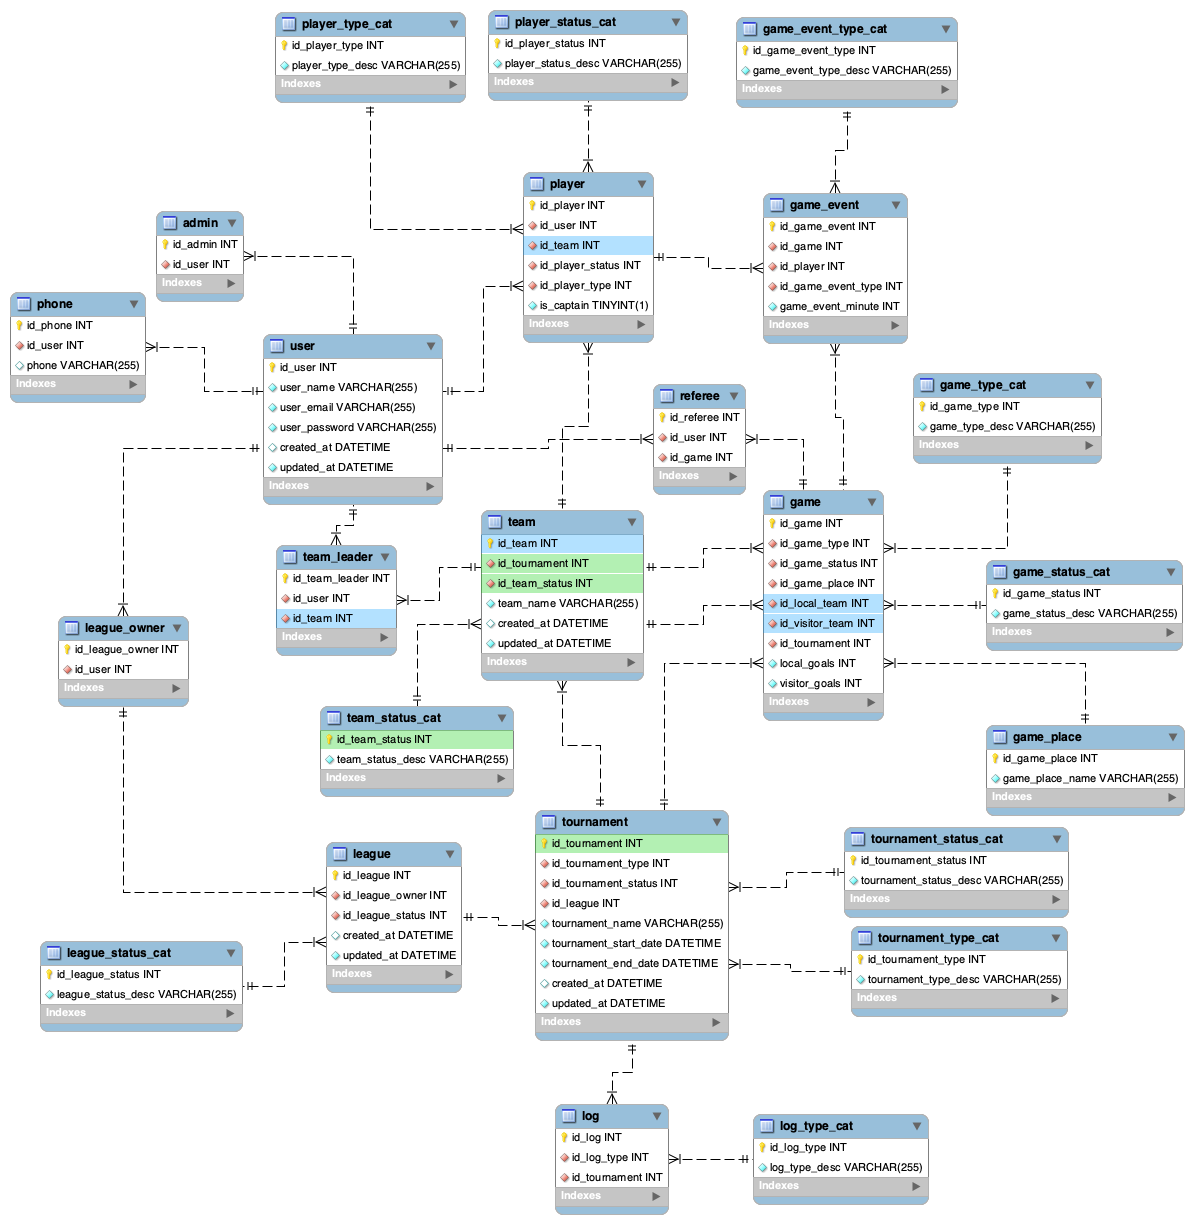 player_type_cat
id_player_type INT
player_type_desc VARCHAR(255)
Indexes
player_status_cat
id_player_status INT
player_status_desc VARCHAR(255)
Indexes
game_event_type_cat
id_game_event_type INT
game_event_type_desc VARCHAR(255)
Indexes
player
id_player INT
id_user INT
id_team INT
id_player_status INT
id_player_type INT
is_captain TINYINT(1)
Indexes
game_event
id_game_event INT
id_game INT
id_player INT
id_game_event_type INT
game_event_minute INT
Indexes
admin
id_admin INT
id_user INT
Indexes
phone
id_phone INT
id_user INT
phone VARCHAR(255)
Indexes
user
id_user INT
user_name VARCHAR(255)
user_email VARCHAR(255)
user_password VARCHAR(255)
created_at DATETIME
updated_at DATETIME
Indexes
referee
id_referee INT
id_user INT
id_game INT
Indexes
game_type_cat
id_game_type INT
game_type_desc VARCHAR(255)
Indexes
team
id_team INT
id_tournament INT
id_team_status INT
team_name VARCHAR(255)
created_at DATETIME
updated_at DATETIME
Indexes
game
id_game INT
id_game_type INT
id_game_status INT
id_game_place INT
id_local_team INT
id_visitor_team INT
id_tournament INT
local_goals INT
visitor_goals INT
Indexes
team_leader
id_team_leader INT
id_user INT
id_team INT
Indexes
game_status_cat
id_game_status INT
game_status_desc VARCHAR(255)
Indexes
league_owner
id_league_owner INT
id_user INT
Indexes
team_status_cat
id_team_status INT
team_status_desc VARCHAR(255)
Indexes
game_place
id_game_place INT
game_place_name VARCHAR(255)
Indexes
tournament
id_tournament INT
id_tournament_type INT
id_tournament_status INT
id_league INT
tournament_name VARCHAR(255)
tournament_start_date DATETIME
tournament_end_date DATETIME
created_at DATETIME
updated_at DATETIME
Indexes
tournament_status_cat
id_tournament_status INT
tournament_status_desc VARCHAR(255)
Indexes
league
id_league INT
id_league_owner INT
id_league_status INT
created_at DATETIME
updated_at DATETIME
Indexes
tournament_type_cat
id_tournament_type INT
tournament_type_desc VARCHAR(255)
Indexes
league_status_cat
id_league_status INT
league_status_desc VARCHAR(255)
Indexes
log
id_log INT
id_log_type INT
id_tournament INT
Indexes
log_type_cat
id_log_type INT
log_type_desc VARCHAR(255)
Indexes